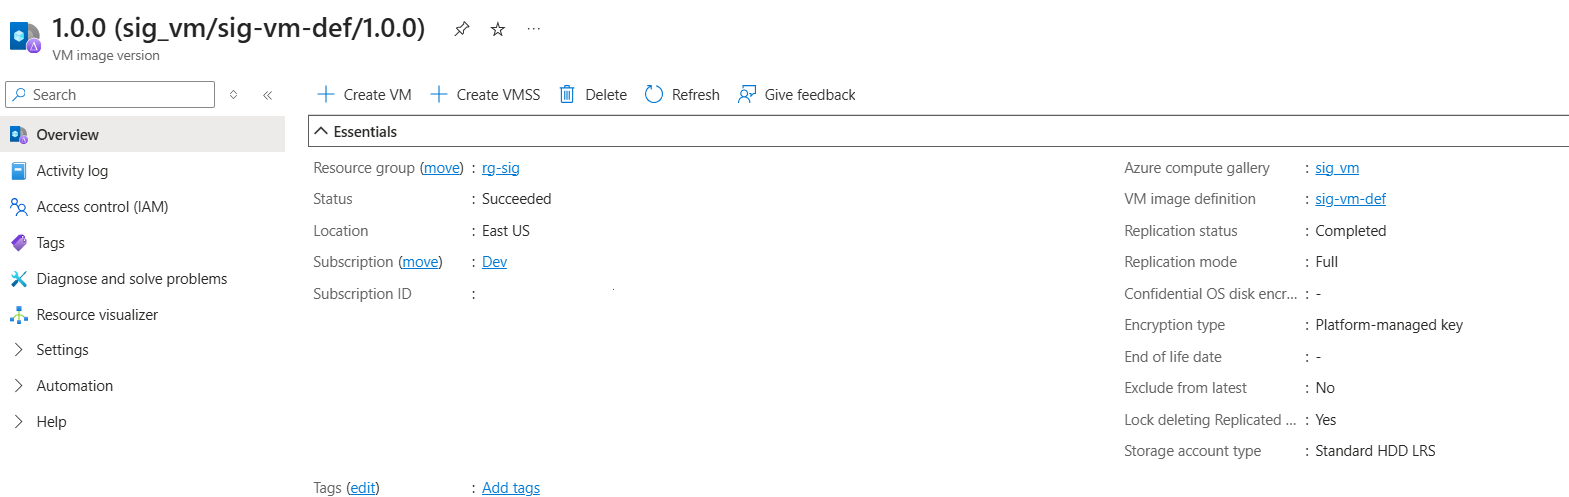 1.0.0 (sig_vm/sig-vm-def/1.0.0)
VM image version
Search
Create VM
Create VMSS
Delete
Refresh
Give feedback
Overview
Activity log
Access control (IAM)
Tags
Diagnose and solve problems
Resource visualizer
Settings
Automation
Help
Essentials
Resource group (move) : rg-sig
Status : Succeeded
Location : East US
Subscription (move) : Dev
Subscription ID :
Tags (edit) : Add tags
Azure compute gallery : sig_vm
VM image definition : sig-vm-def
Replication status : Completed
Replication mode : Full
Confidential OS disk encr... : -
Encryption type : Platform-managed key
End of life date : -
Exclude from latest : No
Lock deleting Replicated ... : Yes
Storage account type : Standard HDD LRS